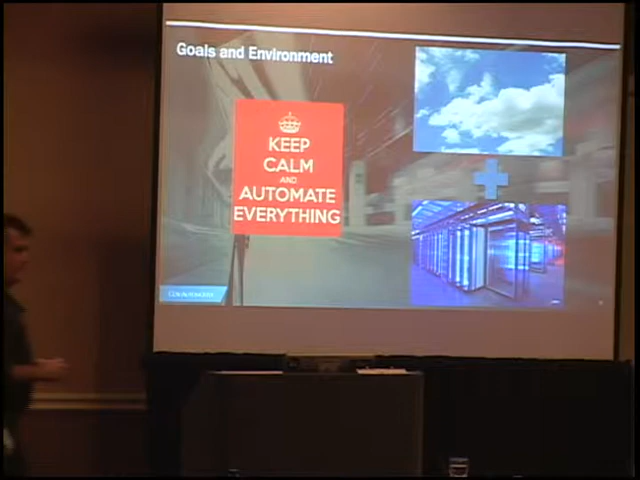 Goals and Environment
KEEP
CALM
AND
AUTOMATE
EVERYTHING